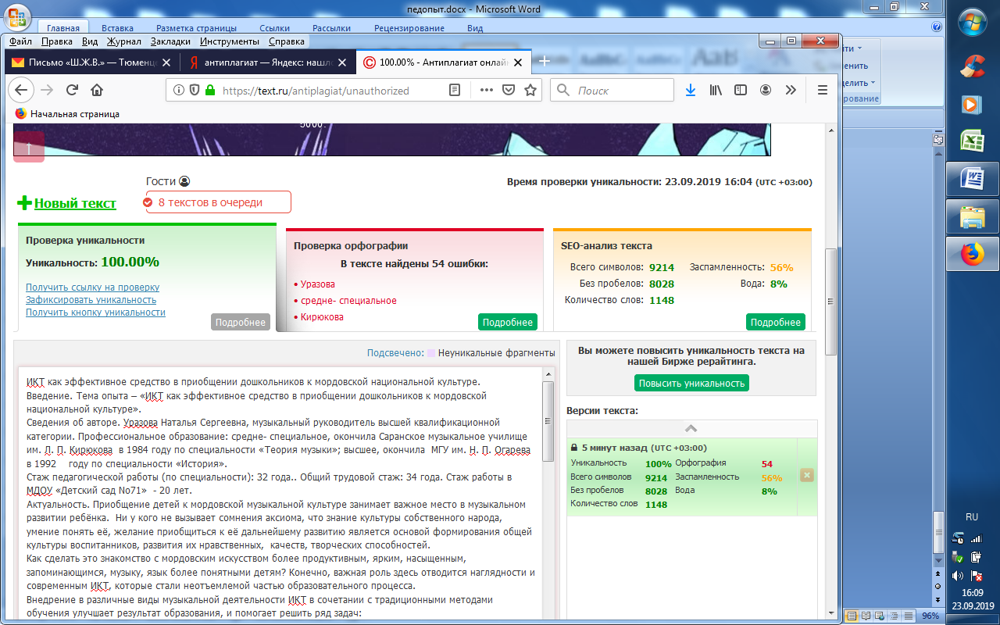 педопыт.docx - Microsoft Word
Главная Вставка Разметка страницы Ссылки Рассылки Рецензирование Вид
Файл Правка Вид Журнал Закладки Инструменты Справка
Письмо «Ш.Ж.В.» — Тюменце
антиплагиат — Яндекс: нашло
100.00% - Антиплагиат онлайн
https://text.ru/antiplagiat/unauthorized
Поиск
Начальная страница
5000.
Гости
Время проверки уникальности: 23.09.2019 16:04 (UTC +03:00)
Новый текст
8 текстов в очереди
Проверка уникальности
Уникальность: 100.00%
Получить ссылку на проверку
Зафиксировать уникальность
Получить кнопку уникальности
Подробнее
Проверка орфографии
В тексте найдены 54 ошибки:
• Уразова
• средне- специальное
• Кирюкова
Подробнее
SEO-анализ текста
Всего символов: 9214 Заспамленность: 56%
Без пробелов: 8028 Вода: 8%
Количество слов: 1148
Подробнее
Подсвечено: Неуникальные фрагменты
ИКТ как эффективное средство в приобщении дошкольников к мордовской национальной культуре.
Введение. Тема опыта – «ИКТ как эффективное средство в приобщении дошкольников к мордовской
национальной культуре».
Сведения об авторе. Уразова Наталья Сергеевна, музыкальный руководитель высшей квалификационной
категории. Профессиональное образование: средне- специальное, окончила Саранское музыкальное училище
им. Л. П. Кирюкова в 1984 году по специальности «Теория музыки»; высшее, окончила МГУ им. Н. П. Огарева
в 1992 году по специальности «История».
Стаж педагогической работы (по специальности): 32 года.. Общий трудовой стаж: 34 года. Стаж работы в
МДОУ «Детский сад No71» - 20 лет.
Актуальность. Приобщение детей к мордовской музыкальной культуре занимает важное место в музыкальном
развитии ребёнка. Ни у кого не вызывает сомнения аксиома, что знание культуры собственного народа,
умение понять её, желание приобщиться к её дальнейшему развитию является основой формирования общей
культуры воспитанников, развития их нравственных, качеств, творческих способностей.
Как сделать это знакомство с мордовским искусством более продуктивным, ярким, насыщенным,
запоминающимся, музыку, язык более понятными детям? Конечно, важная роль здесь отводится наглядности и
современным ИКТ, которые стали неотъемлемой частью образовательного процесса.
Внедрение в различные виды музыкальной деятельности ИКТ в сочетании с традиционными методами
обучения улучшает результат образования, и помогает решить ряд задач:
Вы можете повысить уникальность текста на
нашей Бирже рерайтинга.
Повысить уникальность
Версии текста:
5 минут назад (UTC +03:00)
Уникальность 100% Орфография 54
Всего символов 9214 Заспамленность 56%
Без пробелов 8028 Вода 8%
Количество слов 1148
RU
16:09
23.09.2019
96%